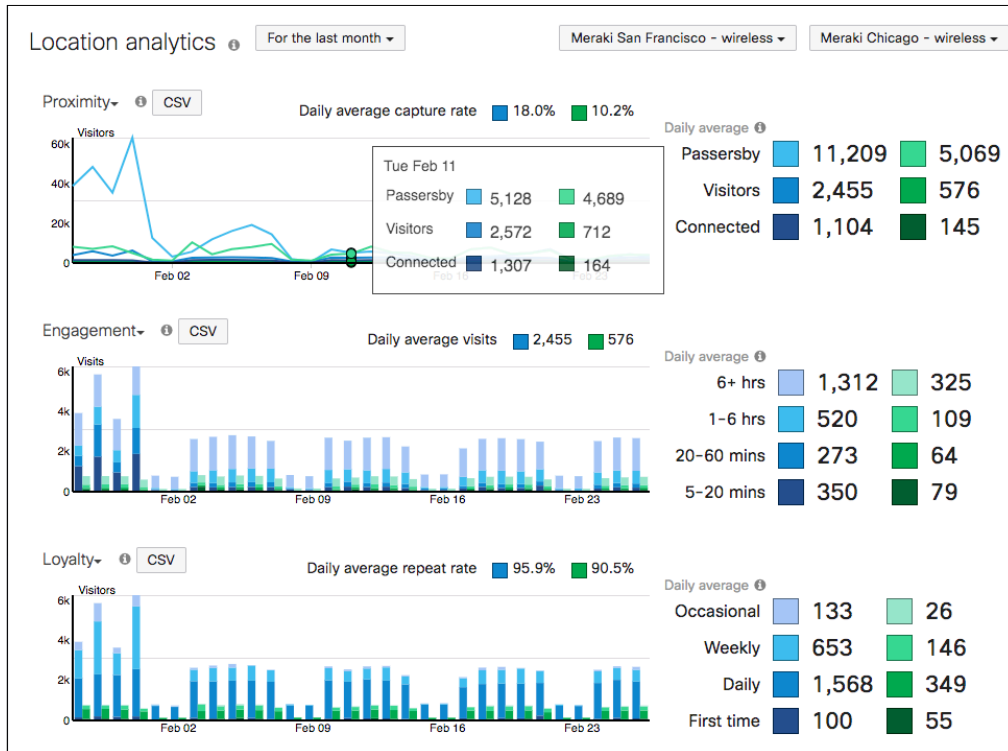 Location analytics For the last month Meraki San Francisco - wireless Meraki Chicago - wireless
Proximity CSV Daily average capture rate 18.0% 10.2%
Visitors
60k
40k
20k
0
Feb 02 Feb 09 Feb 16 Feb 23
Tue Feb 11
Passersby 5,128 4,689
Visitors 2,572 712
Connected 1,307 164
Daily average
Passersby 11,209 5,069
Visitors 2,455 576
Connected 1,104 145
Engagement CSV Daily average visits 2,455 576
Visits
6k
4k
2k
0
Feb 02 Feb 09 Feb 16 Feb 23
Daily average
6+ hrs 1,312 325
1-6 hrs 520 109
20-60 mins 273 64
5-20 mins 350 79
Loyalty CSV Daily average repeat rate 95.9% 90.5%
Visitors
6k
4k
2k
0
Feb 02 Feb 09 Feb 16 Feb 23
Daily average
Occasional 133 26
Weekly 653 146
Daily 1,568 349
First time 100 55